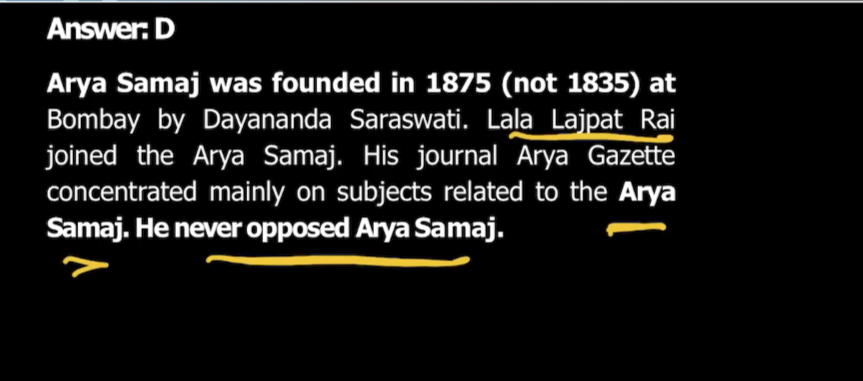 Answer: D
Arya Samaj was founded in 1875 (not 1835) at
Bombay by Dayananda Saraswati. Lala Lajpat Rai
joined the Arya Samaj. His journal Arya Gazette
concentrated mainly on subjects related to the Arya
Samaj. He never opposed Arya Samaj.